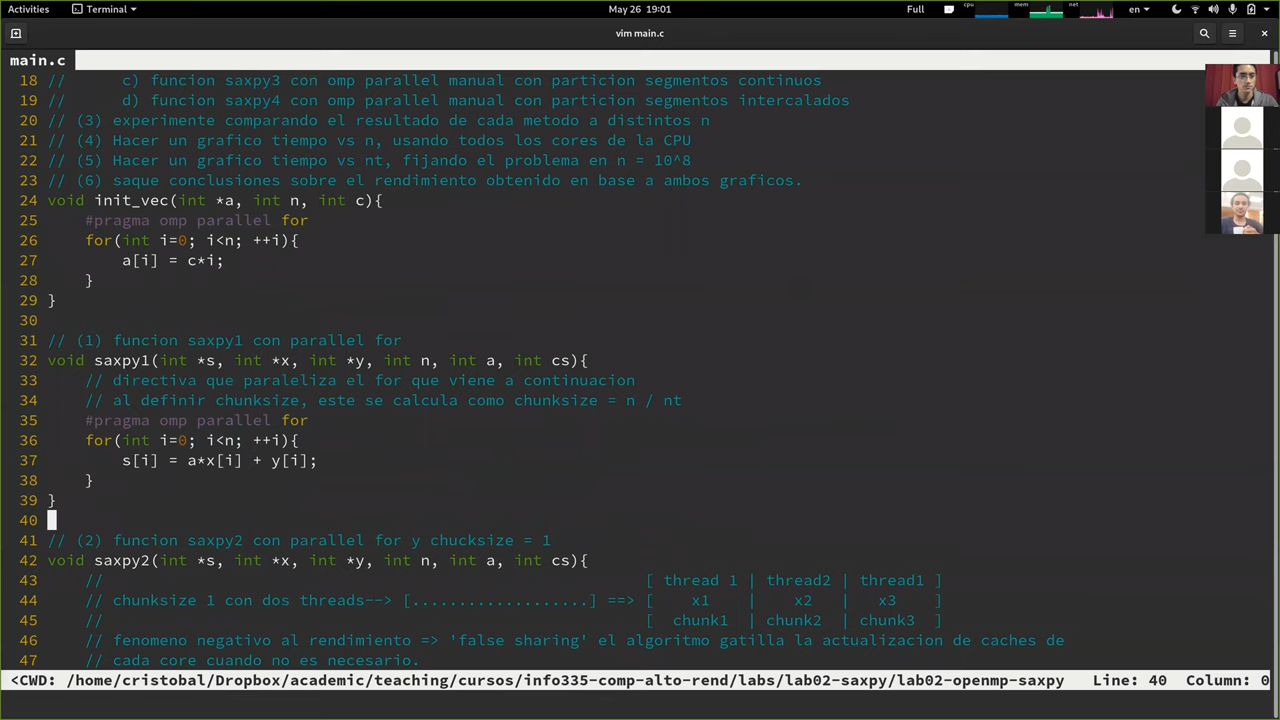 Activities Terminal May 26 19:01 Full cpu mem net en
vim main.c
main.c
18 // c) funcion saxpy3 con omp parallel manual con particion segmentos continuos
19 // d) funcion saxpy4 con omp parallel manual con particion segmentos intercalados
20 // (3) experimente comparando el resultado de cada metodo a distintos n
21 // (4) Hacer un grafico tiempo vs n, usando todos los cores de la CPU
22 // (5) Hacer un grafico tiempo vs nt, fijando el problema en n = 10^8
23 // (6) saque conclusiones sobre el rendimiento obtenido en base a ambos graficos.
24 void init_vec(int *a, int n, int c){
25 #pragma omp parallel for
26 for(int i=0; i<n; ++i){
27 a[i] = c*i;
28 }
29 }
30
31 // (1) funcion saxpy1 con parallel for
32 void saxpy1(int *s, int *x, int *y, int n, int a, int cs){
33 // directiva que paraleliza el for que viene a continuacion
34 // al definir chunksize, este se calcula como chunksize = n / nt
35 #pragma omp parallel for
36 for(int i=0; i<n; ++i){
37 s[i] = a*x[i] + y[i];
38 }
39 }
40
41 // (2) funcion saxpy2 con parallel for y chucksize = 1
42 void saxpy2(int *s, int *x, int *y, int n, int a, int cs){
43 // [ thread 1 | thread2 | thread1 ]
44 // chunksize 1 con dos threads--> [...................] ==> [ x1 | x2 | x3 ]
45 // [ chunk1 | chunk2 | chunk3 ]
46 // fenomeno negativo al rendimiento => 'false sharing' el algoritmo gatilla la actualizacion de caches de
47 // cada core cuando no es necesario.
<CWD: /home/cristobal/Dropbox/academic/teaching/cursos/info335-comp-alto-rend/labs/lab02-saxpy/lab02-openmp-saxpy Line: 40 Column: 0